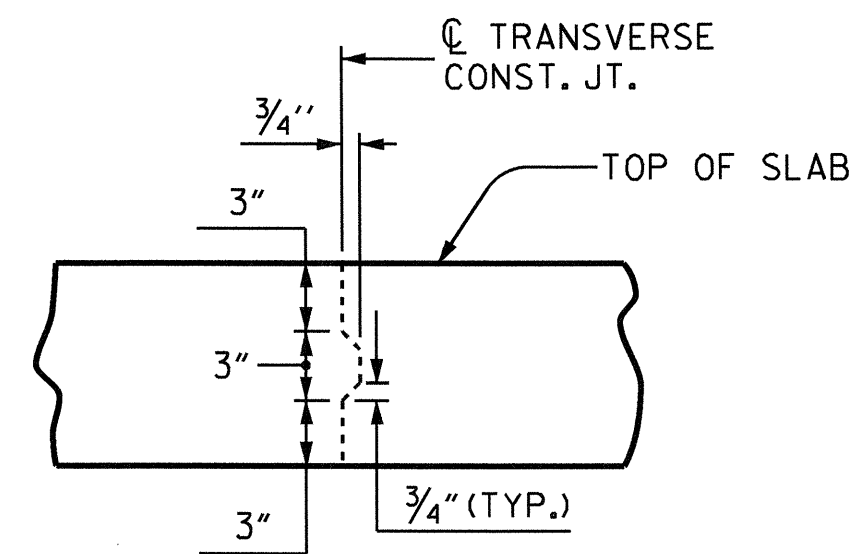 ℄ TRANSVERSE
CONST. JT.
3/4"
TOP OF SLAB
3"
3"
3/4" (TYP.)
3"